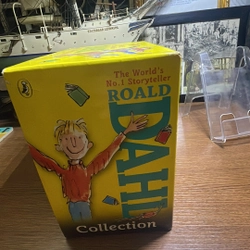 The World's
No.1 Storyteller
ROALD
DAHL
Collection